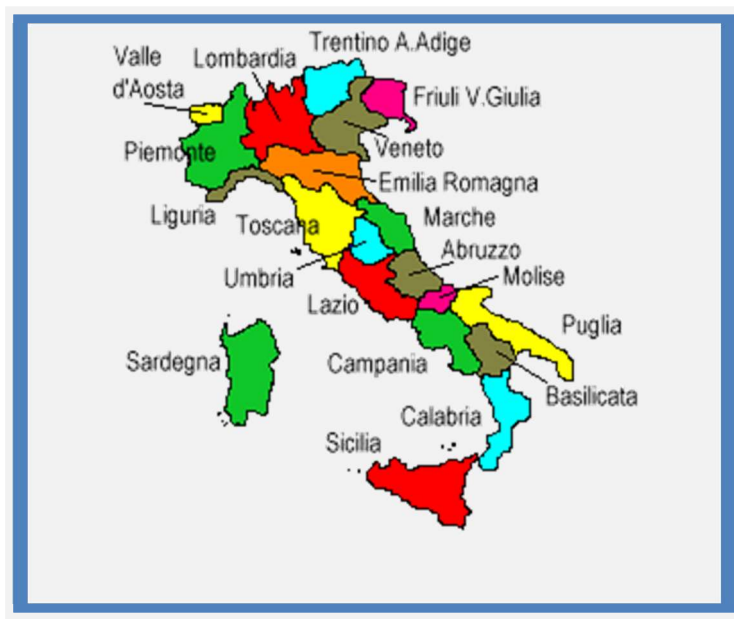 Trentino A.Adige
Valle
d'Aosta
Lombardia
Friuli V.Giulia
Piemonte
Veneto
Emilia Romagna
Liguria
Toscana
Marche
Abruzzo
Umbria
Molise
Lazio
Puglia
Sardegna
Campania
Basilicata
Calabria
Sicilia